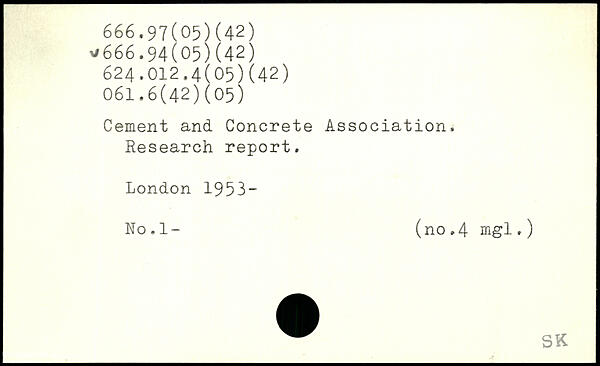 666.97(05)(42)
✓666.94(05)(42)
624.012.4(05)(42)
061.6(42)(05)
Cement and Concrete Association.
Research report.
London 1953-
No.1- (no.4 mgl.)
SK